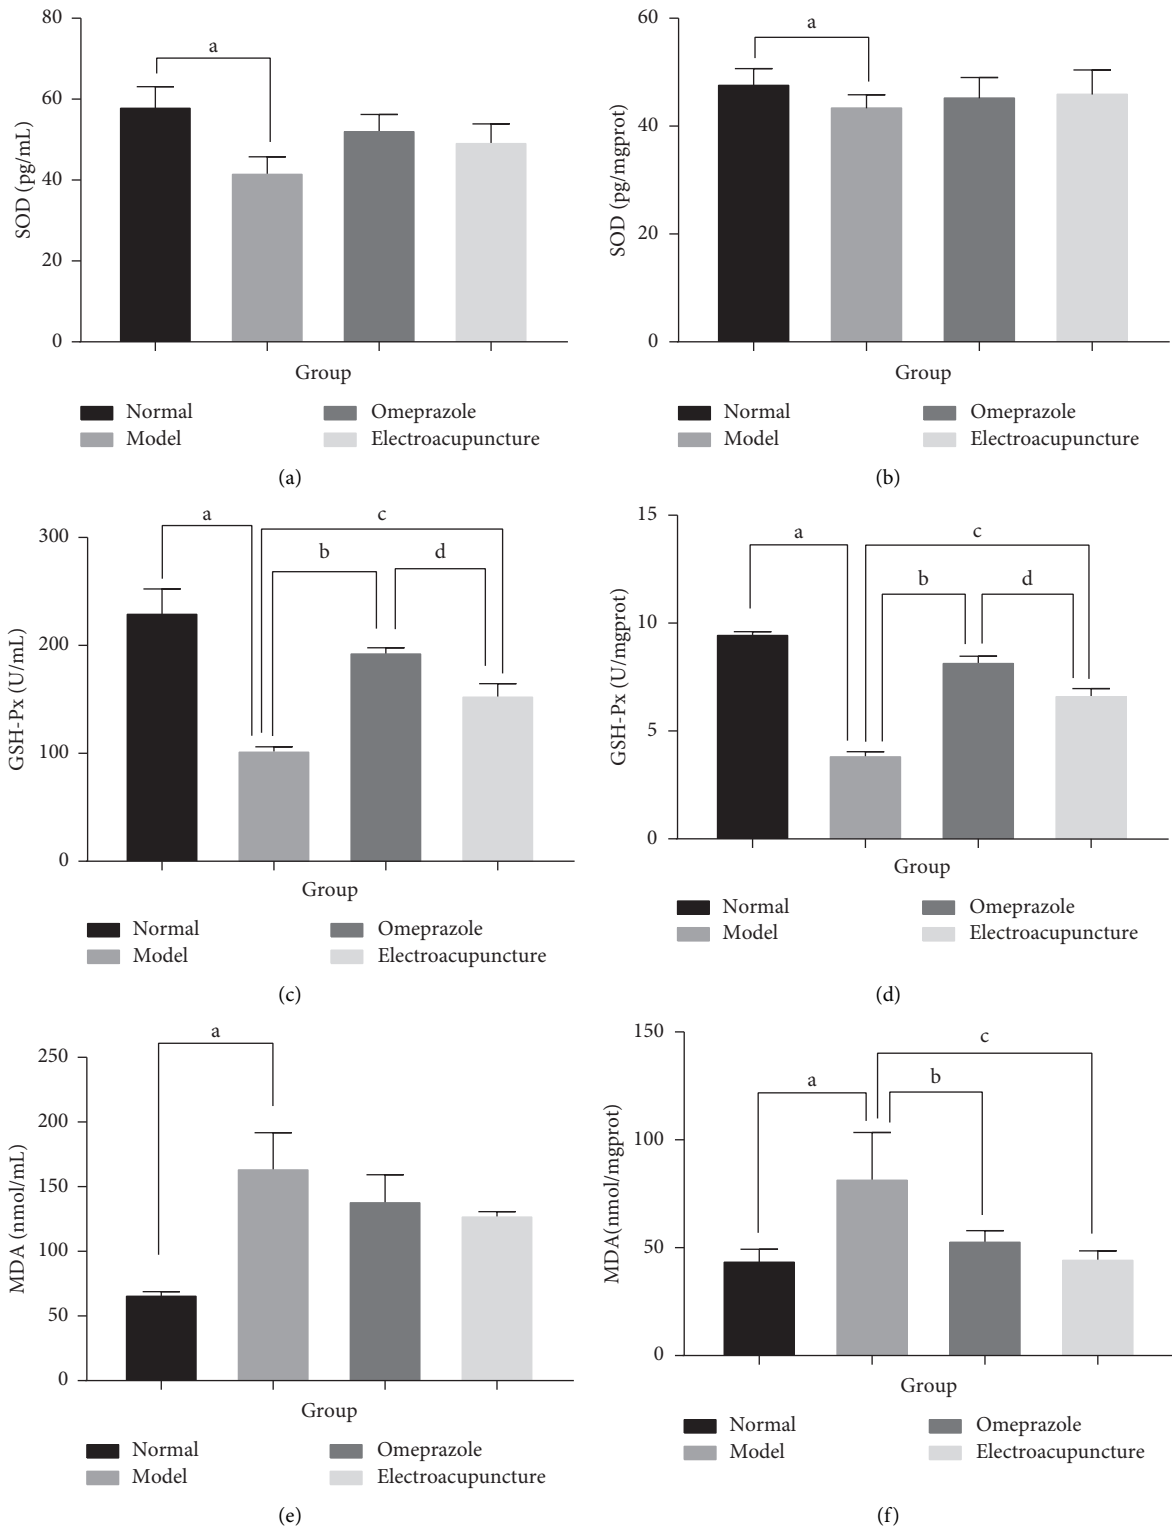 80
60
40
20
0
SOD (pg/mL)
a
Group
Normal
Model
Omeprazole
Electroacupuncture
(a)
60
40
20
0
SOD (pg/mgprot)
a
Group
Normal
Model
Omeprazole
Electroacupuncture
(b)
300
200
100
0
GSH-Px (U/mL)
a
c
b
d
Group
Normal
Model
Omeprazole
Electroacupuncture
(c)
15
10
5
0
GSH-Px (U/mgprot)
a
c
b
d
Group
Normal
Model
Omeprazole
Electroacupuncture
(d)
250
200
150
100
50
0
MDA (nmol/mL)
a
Group
Normal
Model
Omeprazole
Electroacupuncture
(e)
150
100
50
0
MDA(nmol/mgprot)
c
a
b
Group
Normal
Model
Omeprazole
Electroacupuncture
(f)